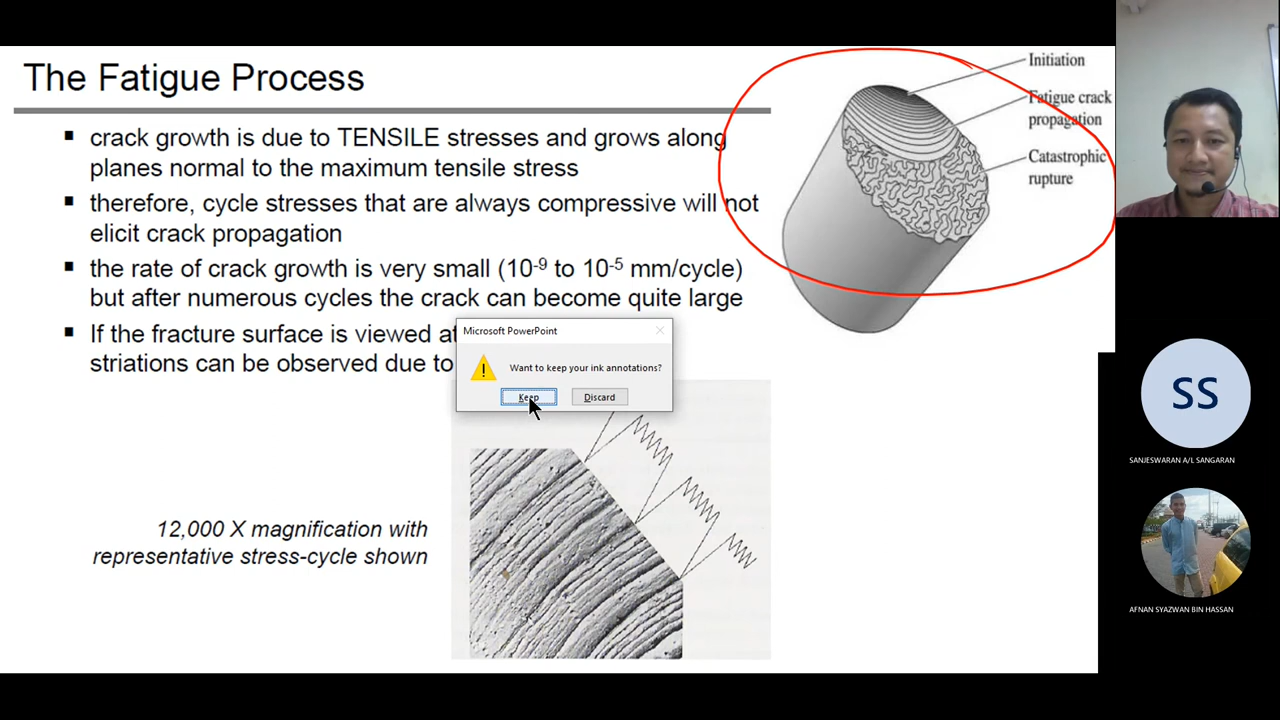 The Fatigue Process
crack growth is due to TENSILE stresses and grows along
planes normal to the maximum tensile stress
therefore, cycle stresses that are always compressive will not
elicit crack propagation
the rate of crack growth is very small (10-9 to 10-5 mm/cycle)
but after numerous cycles the crack can become quite large
If the fracture surface is viewed at
striations can be observed due to
Initiation
Fatigue crack
propagation
Catastrophic
rupture
Microsoft PowerPoint
Want to keep your ink annotations?
Keep
Discard
12,000 X magnification with
representative stress-cycle shown
SS
SANJESWARAN A/L SANGARAN
AFNAN SYAZWAN BIN HASSAN